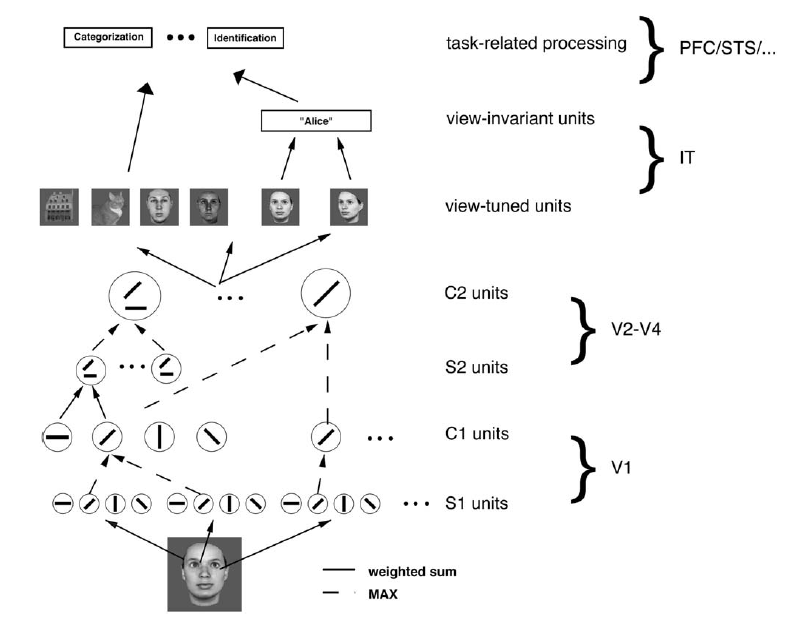 Categorization ••• Identification
task-related processing
PFC/STS/...
"Alice"
view-invariant units
IT
view-tuned units
C2 units
V2-V4
S2 units
C1 units
V1
S1 units
weighted sum
MAX